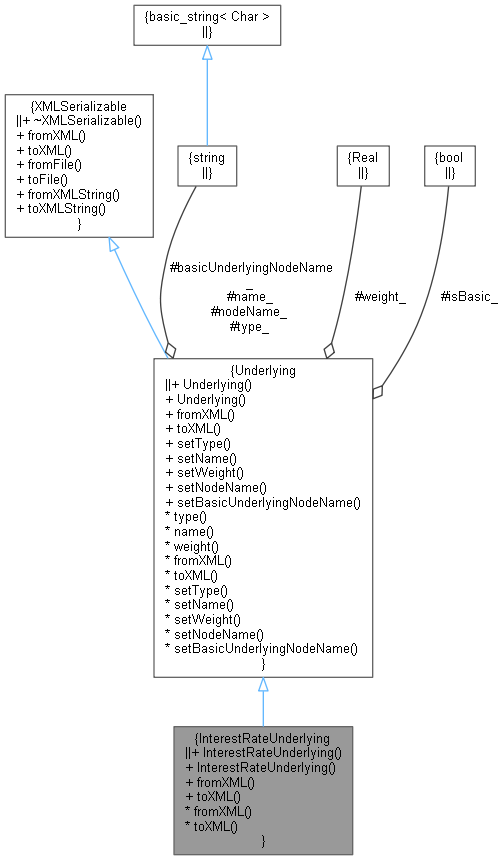 {basic_string< Char >
||}
{XMLSerializable
||+ ~XMLSerializable()
+ fromXML()
+ toXML()
+ fromFile()
+ toFile()
+ fromXMLString()
+ toXMLString()
}
{string
||}
{Real
||}
{bool
||}
#basicUnderlyingNodeName
_
#name_
#nodeName_
#type_
#weight_
#isBasic_
{Underlying
||+ Underlying()
+ Underlying()
+ fromXML()
+ toXML()
+ setType()
+ setName()
+ setWeight()
+ setNodeName()
+ setBasicUnderlyingNodeName()
* type()
* name()
* weight()
* fromXML()
* toXML()
* setType()
* setName()
* setWeight()
* setNodeName()
* setBasicUnderlyingNodeName()
}
{InterestRateUnderlying
||+ InterestRateUnderlying()
+ InterestRateUnderlying()
+ fromXML()
+ toXML()
* fromXML()
* toXML()
}